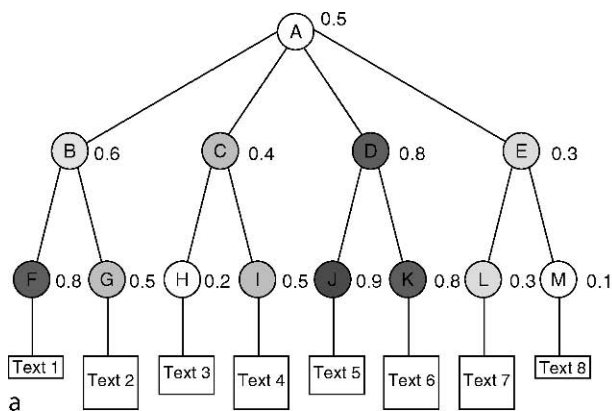 A 0.5
B 0.6 C 0.4 D 0.8 E 0.3
F 0.8 G 0.5 H 0.2 I 0.5 J 0.9 K 0.8 L 0.3 M 0.1
Text 1 Text 2 Text 3 Text 4 Text 5 Text 6 Text 7 Text 8
a